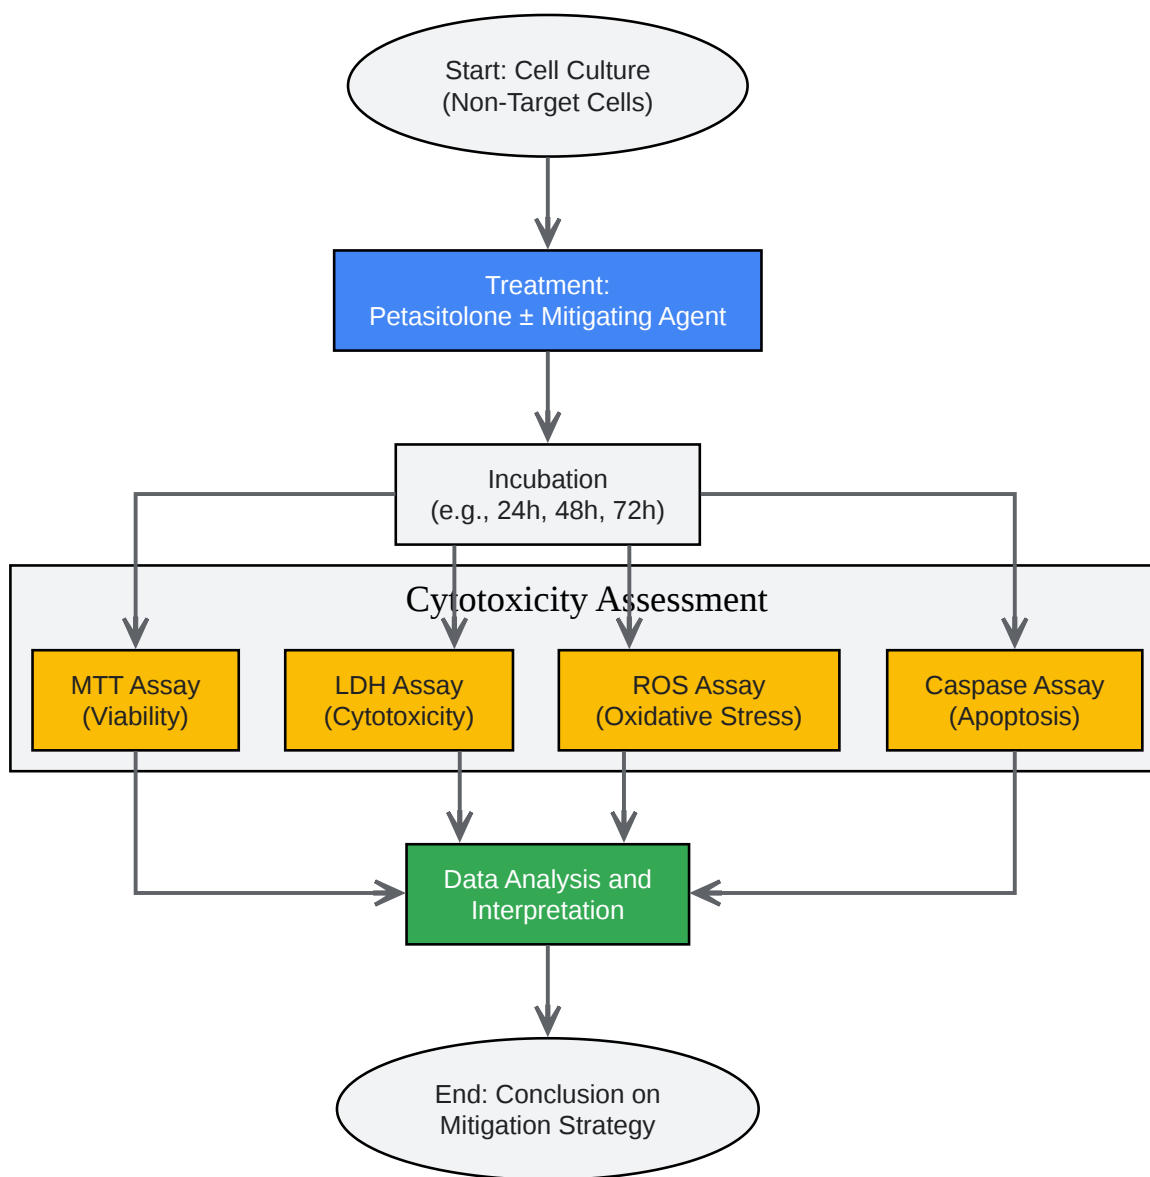 Start: Cell Culture
(Non-Target Cells)
Treatment:
Petasitolone ± Mitigating Agent
Incubation
(e.g., 24h, 48h, 72h)
Cytotoxicity Assessment
MTT Assay
(Viability)
LDH Assay
(Cytotoxicity)
ROS Assay
(Oxidative Stress)
Caspase Assay
(Apoptosis)
Data Analysis and
Interpretation
End: Conclusion on
Mitigation Strategy